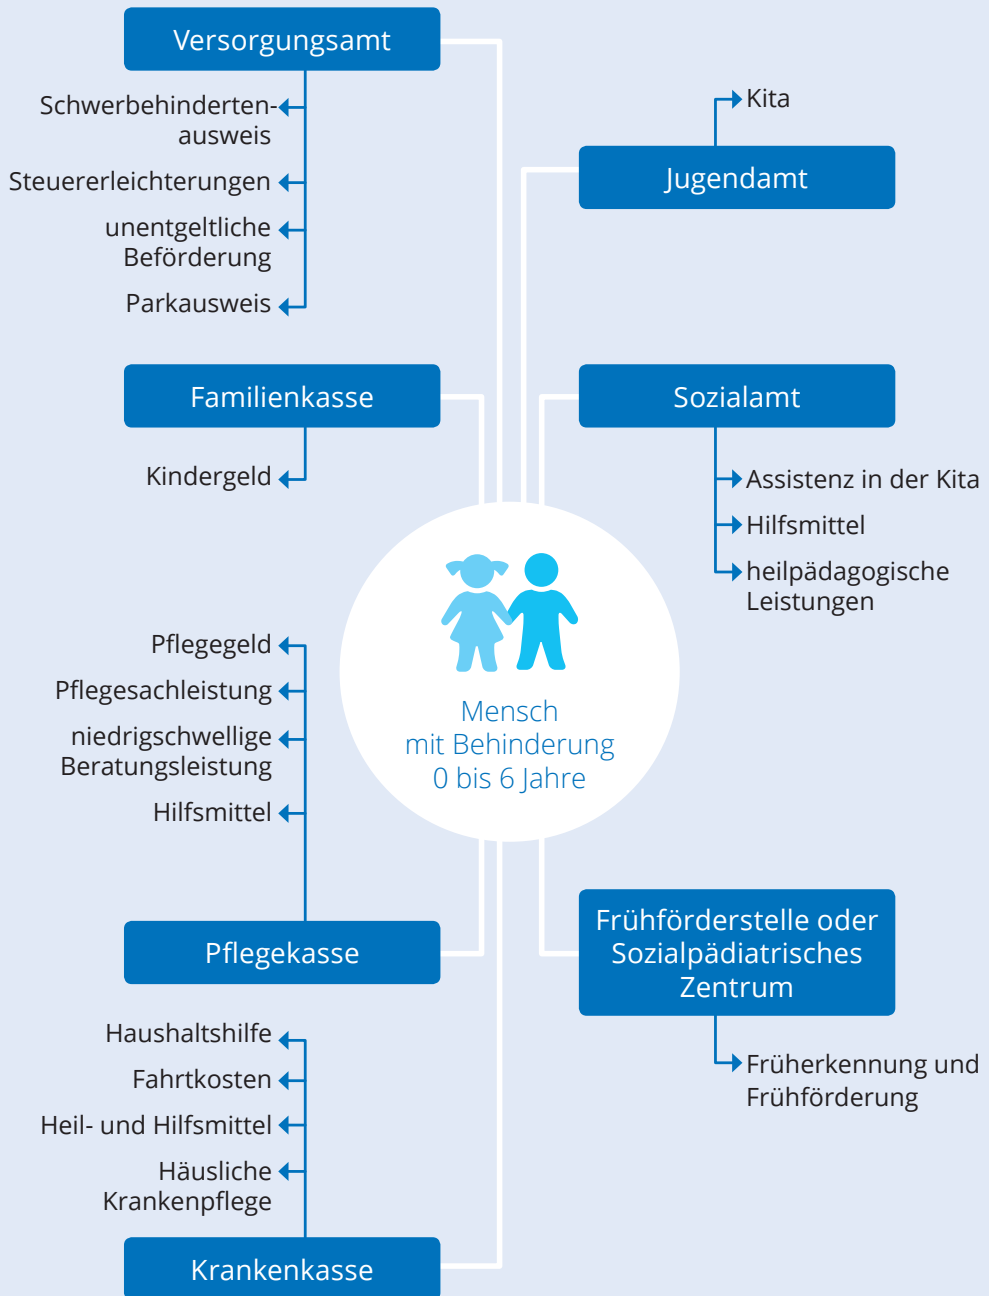 Versorgungsamt
Schwerbehinderten-
ausweis
Steuererleichterungen
unentgeltliche
Beförderung
Parkausweis
Kita
Jugendamt
Familienkasse
Kindergeld
Sozialamt
Assistenz in der Kita
Hilfsmittel
heilpädagogische
Leistungen
Mensch
mit Behinderung
0 bis 6 Jahre
Pflegegeld
Pflegesachleistung
niedrigschwellige
Beratungsleistung
Hilfsmittel
Pflegekasse
Frühförderstelle oder
Sozialpädiatrisches
Zentrum
Früherkennung und
Frühförderung
Haushaltshilfe
Fahrtkosten
Heil- und Hilfsmittel
Häusliche
Krankenpflege
Krankenkasse